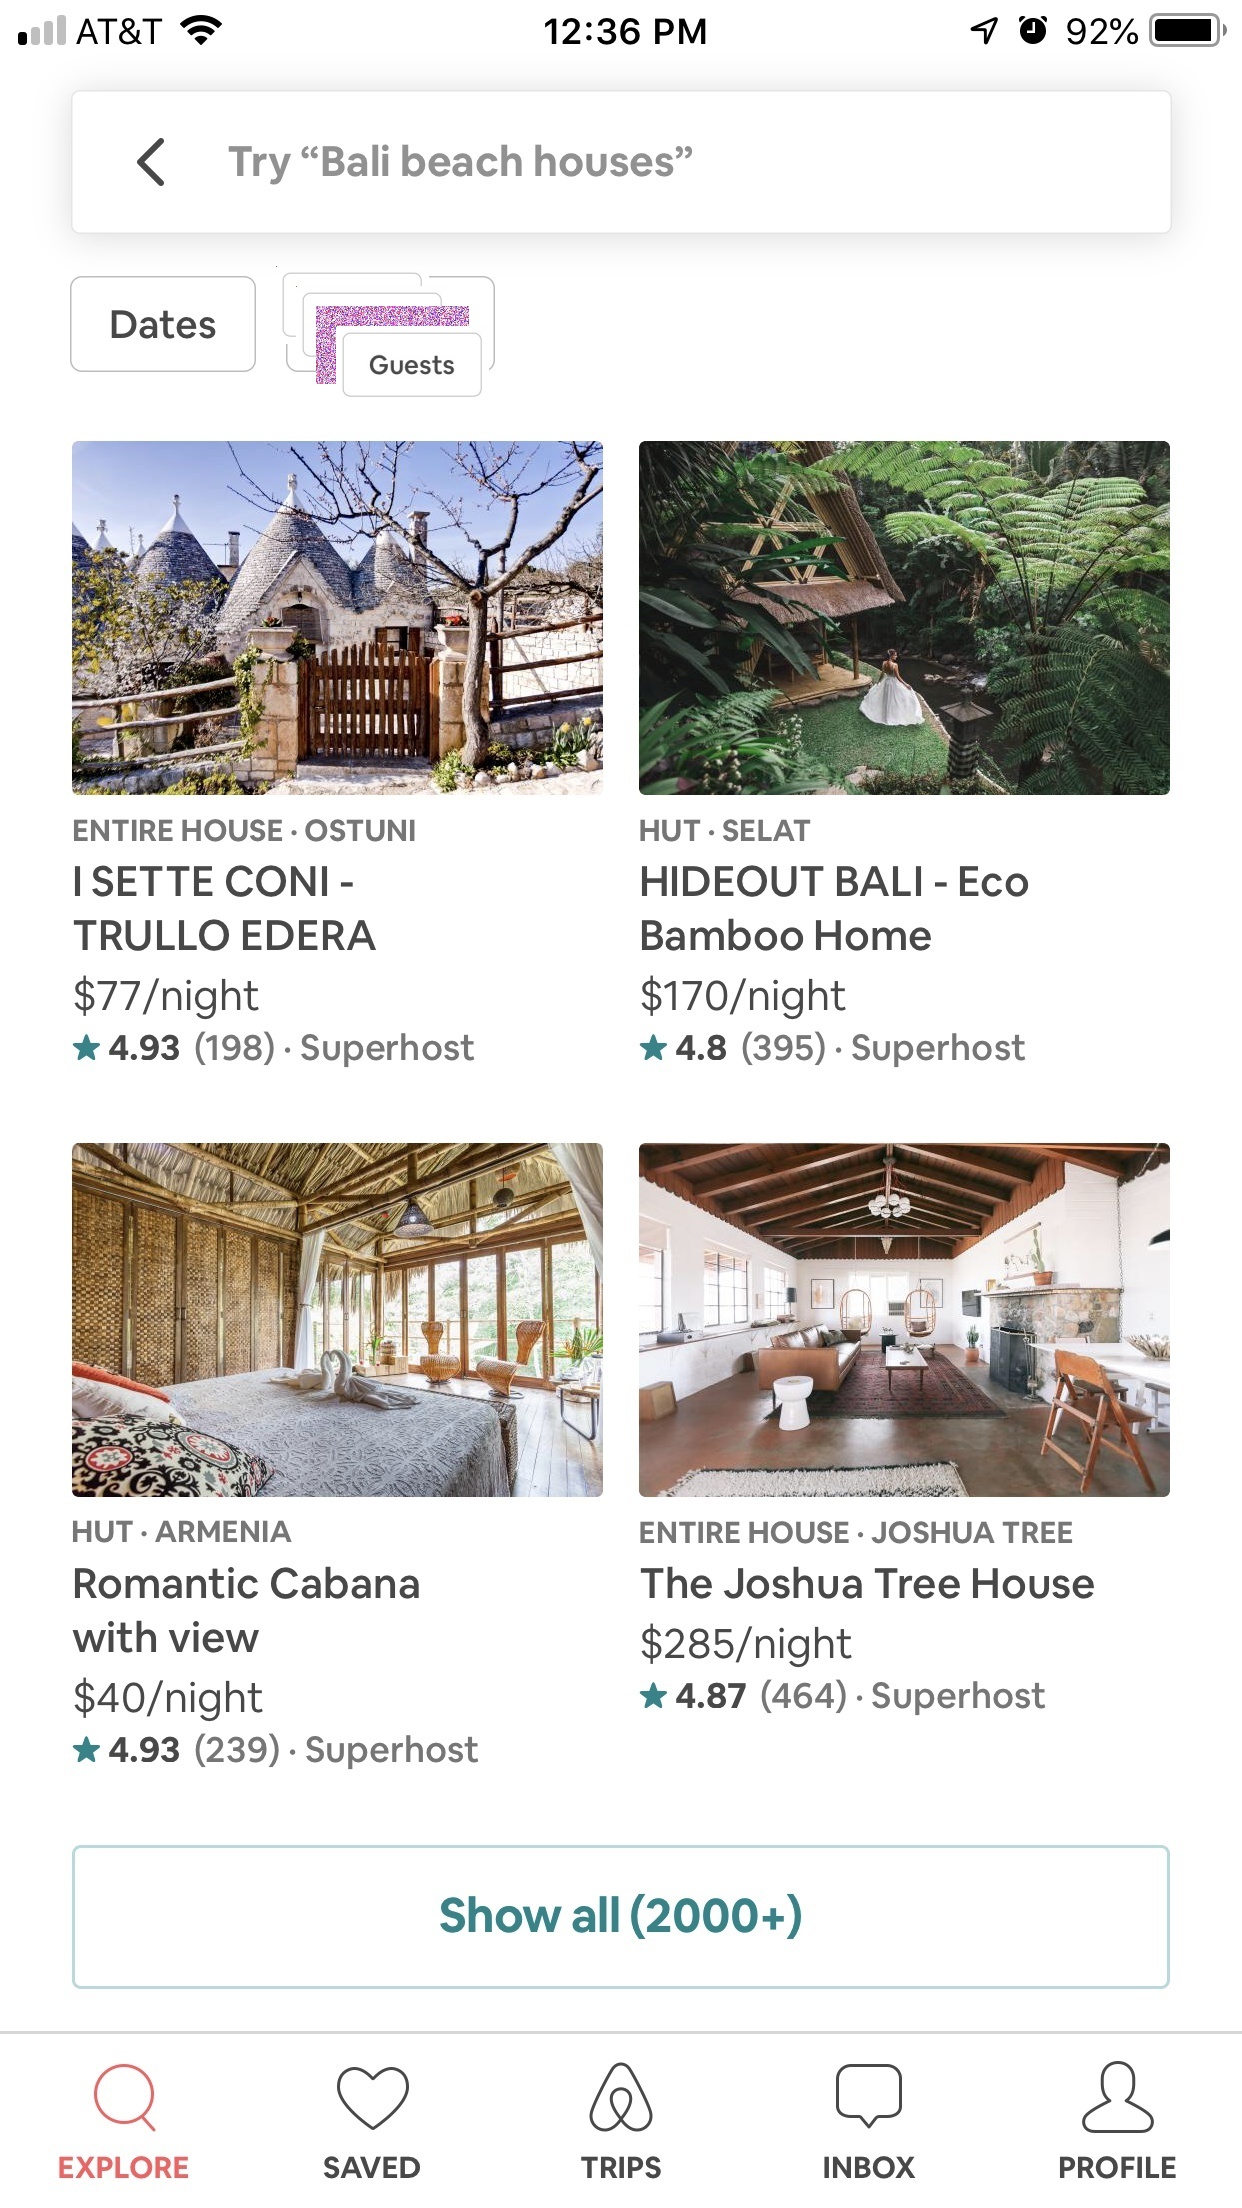 AT&T 12:36 PM 92%
Try “Bali beach houses”
Dates Guests
ENTIRE HOUSE · OSTUNI
I SETTE CONI -
TRULLO EDERA
$77/night
4.93 (198) · Superhost
HUT · SELAT
HIDEOUT BALI - Eco
Bamboo Home
$170/night
4.8 (395) · Superhost
HUT · ARMENIA
Romantic Cabana
with view
$40/night
4.93 (239) · Superhost
ENTIRE HOUSE · JOSHUA TREE
The Joshua Tree House
$285/night
4.87 (464) · Superhost
Show all (2000+)
EXPLORE SAVED TRIPS INBOX PROFILE